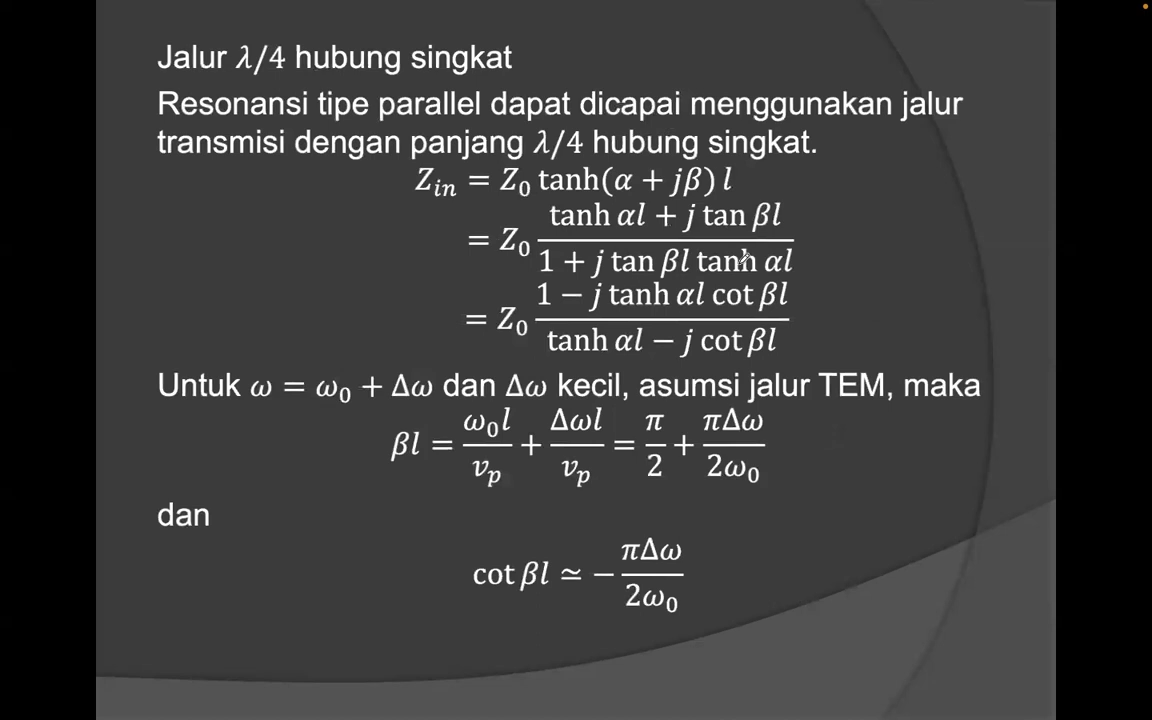 Jalur λ/4 hubung singkat
Resonansi tipe parallel dapat dicapai menggunakan jalur
transmisi dengan panjang λ/4 hubung singkat.
Z_in = Z_0 tanh(α + jβ) l
= Z_0 (tanh αl + j tan βl)/(1 + j tan βl tanh αl)
= Z_0 (1 − j tanh αl cot βl)/(tanh αl − j cot βl)
Untuk ω = ω_0 + Δω dan Δω kecil, asumsi jalur TEM, maka
βl = ω_0l/v_p + Δωl/v_p = π/2 + πΔω/2ω_0
dan
cot βl ≃ − πΔω/2ω_0